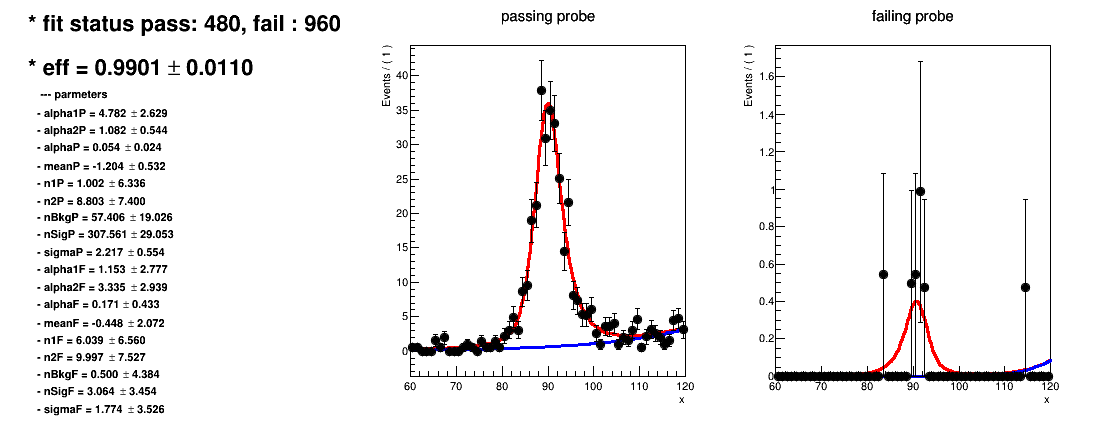 * fit status pass: 480, fail : 960
* eff = 0.9901 ± 0.0110
--- parmeters
- alpha1P = 4.782 ± 2.629
- alpha2P = 1.082 ± 0.544
- alphaP = 0.054 ± 0.024
- meanP = -1.204 ± 0.532
- n1P = 1.002 ± 6.336
- n2P = 8.803 ± 7.400
- nBkgP = 57.406 ± 19.026
- nSigP = 307.561 ± 29.053
- sigmaP = 2.217 ± 0.554
- alpha1F = 1.153 ± 2.777
- alpha2F = 3.335 ± 2.939
- alphaF = 0.171 ± 0.433
- meanF = -0.448 ± 2.072
- n1F = 6.039 ± 6.560
- n2F = 9.997 ± 7.527
- nBkgF = 0.500 ± 4.384
- nSigF = 3.064 ± 3.454
- sigmaF = 1.774 ± 3.526
passing probe
Events / ( 1 )
40
35
30
25
20
15
10
5
0
60 70 80 90 100 110 120
x
failing probe
Events / ( 1 )
1.6
1.4
1.2
1
0.8
0.6
0.4
0.2
0
60 70 80 90 100 110 120
x